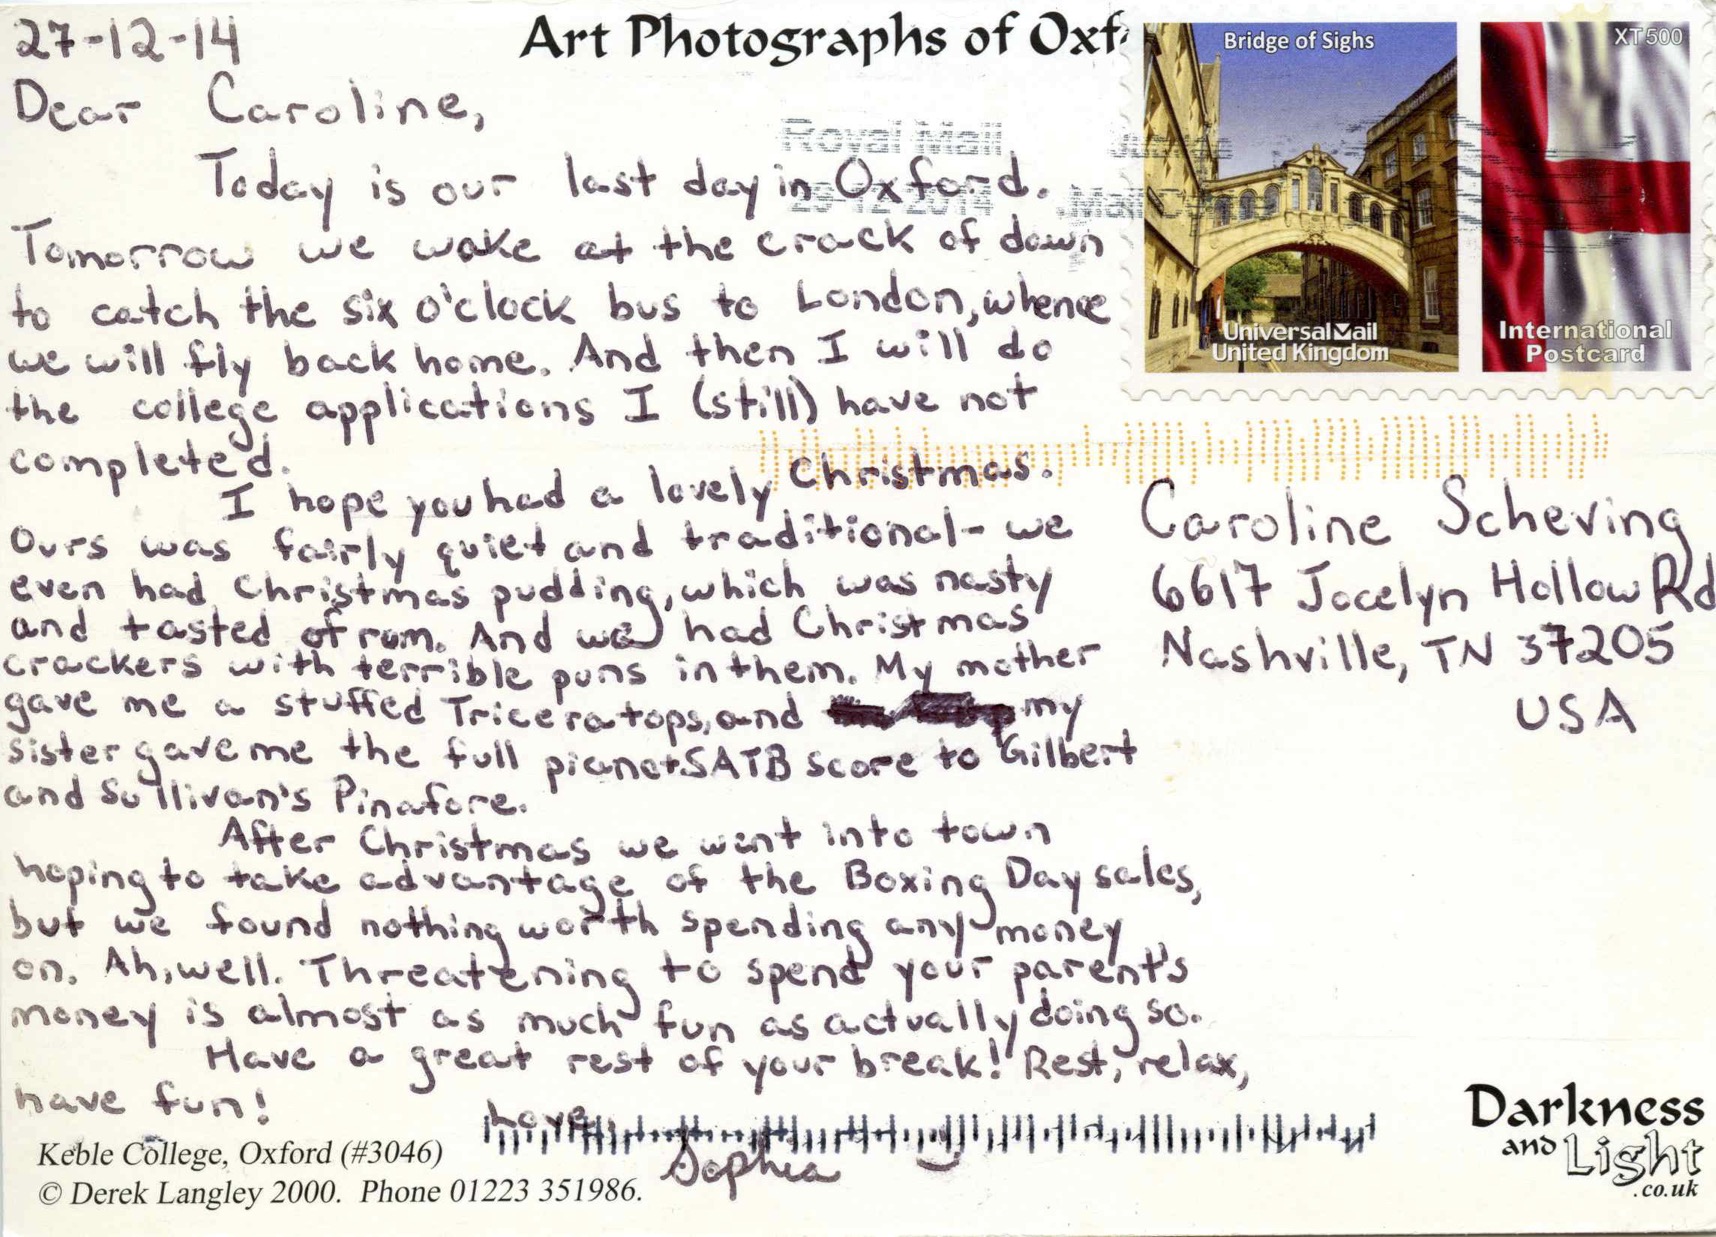 27-12-14
Art Photographs of Oxf
Dear Caroline,
Today is our last day in Oxford.
Tomorrow we wake at the crack of dawn
to catch the six o'clock bus to London, whence
we will fly back home. And then I will do
the college applications I (still) have not
completed.
I hope you had a lovely Christmas.
Ours was fairly quiet and traditional - we
even had Christmas pudding, which was nasty
and tasted of rum. And we had Christmas
crackers with terrible puns in them. My mother
gave me a stuffed Triceratops, and my
sister gave me the full piano+SATB score to Gilbert
and Sullivan's Pinafore.
After Christmas we went into town
hoping to take advantage of the Boxing Day sales,
but we found nothing worth spending any money
on. Ah, well. Threatening to spend your parent's
money is almost as much fun as actually doing so.
Have a great rest of your break! Rest, relax,
have fun!
Love,
Sophia
Royal Mail
29-12-2014
Bridge of Sighs
UniversalMail
United Kingdom
XT500
International
Postcard
Caroline Scheving
6617 Jocelyn Hollow Rd
Nashville, TN 37205
USA
Keble College, Oxford (#3046)
© Derek Langley 2000. Phone 01223 351986.
Darkness
and Light
.co.uk